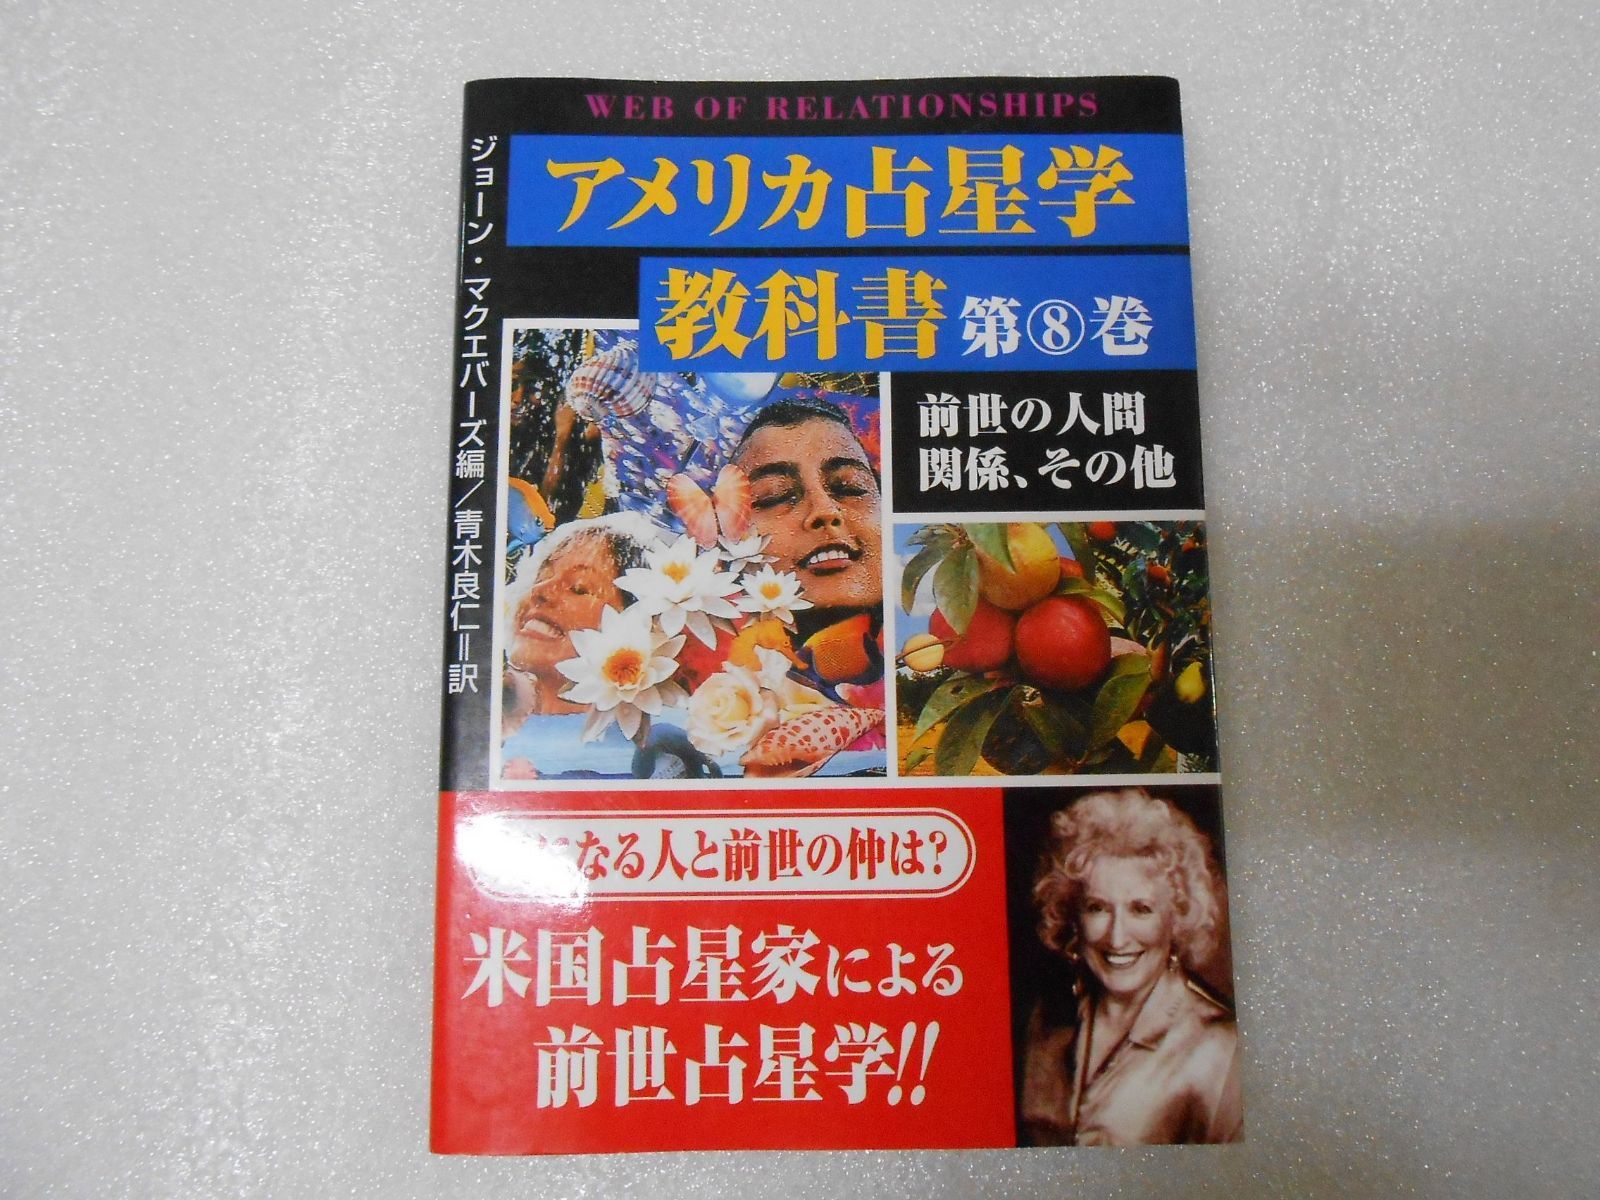 WEB OF RELATIONSHIPS
アメリカ占星学
教科書 第⑧巻
前世の人間
関係、その他
ジョーン・マクエバーズ編／青木良仁＝訳
になる人と前世の仲は?
米国占星家による
前世占星学!!